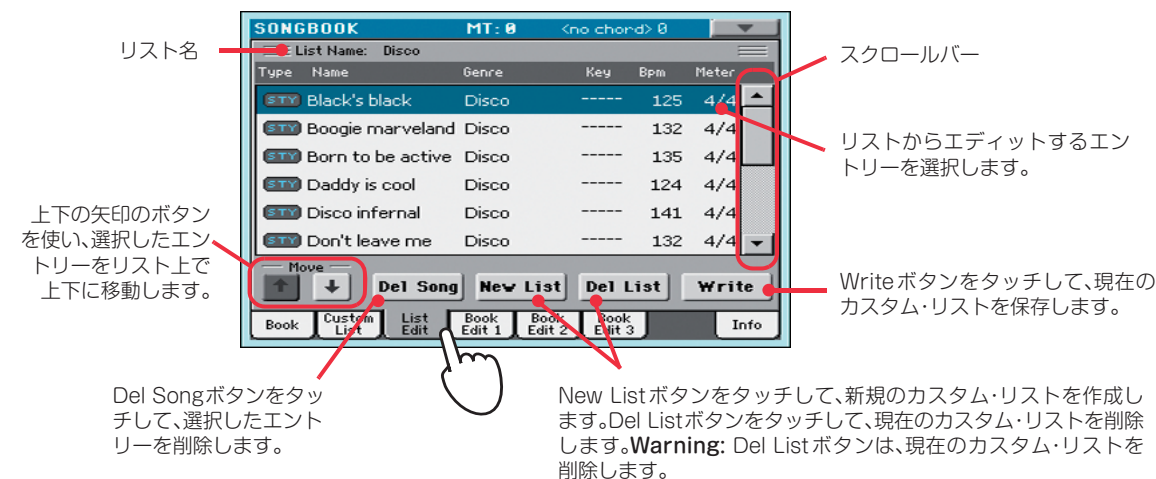 SONGBOOK MT: 0 <no chord> 0
リスト名
List Name: Disco
スクロールバー
Type Name Genre Key Bpm Meter
STY Black's black Disco ----- 125 4/4
STY Boogie marveland Disco ----- 132 4/4
STY Born to be active Disco ----- 135 4/4
STY Daddy is cool Disco ----- 124 4/4
STY Disco infernal Disco ----- 141 4/4
STY Don't leave me Disco ----- 132 4/4
リストからエディットするエン
トリーを選択します。
上下の矢印のボタン
を使い、選択したエン
トリーをリスト上で
上下に移動します。
Move
Del Song New List Del List Write
Book Custom List List Edit Book Edit 1 Book Edit 2 Book Edit 3 Info
Writeボタンをタッチして、現在の
カスタム・リストを保存します。
Del Songボタンをタッ
チして、選択したエント
リーを削除します。
New Listボタンをタッチして、新規のカスタム・リストを作成し
ます。Del Listボタンをタッチして、現在のカスタム・リストを削除
します。Warning: Del Listボタンは、現在のカスタム・リストを
削除します。